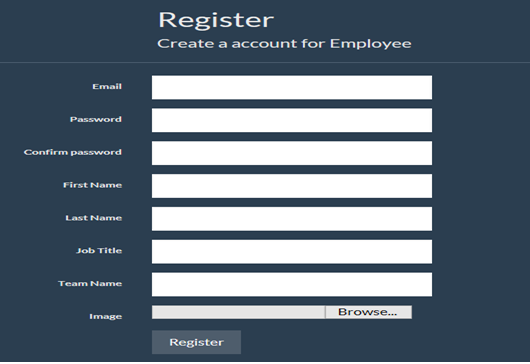 Register
Create a account for Employee
Email
Password
Confirm password
First Name
Last Name
Job Title
Team Name
Image
Browse...
Register